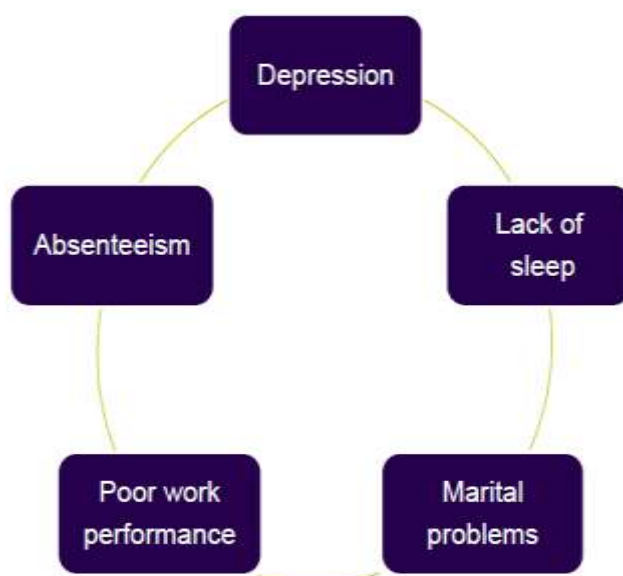 Depression
Lack of
sleep
Marital
problems
Poor work
performance
Absenteeism